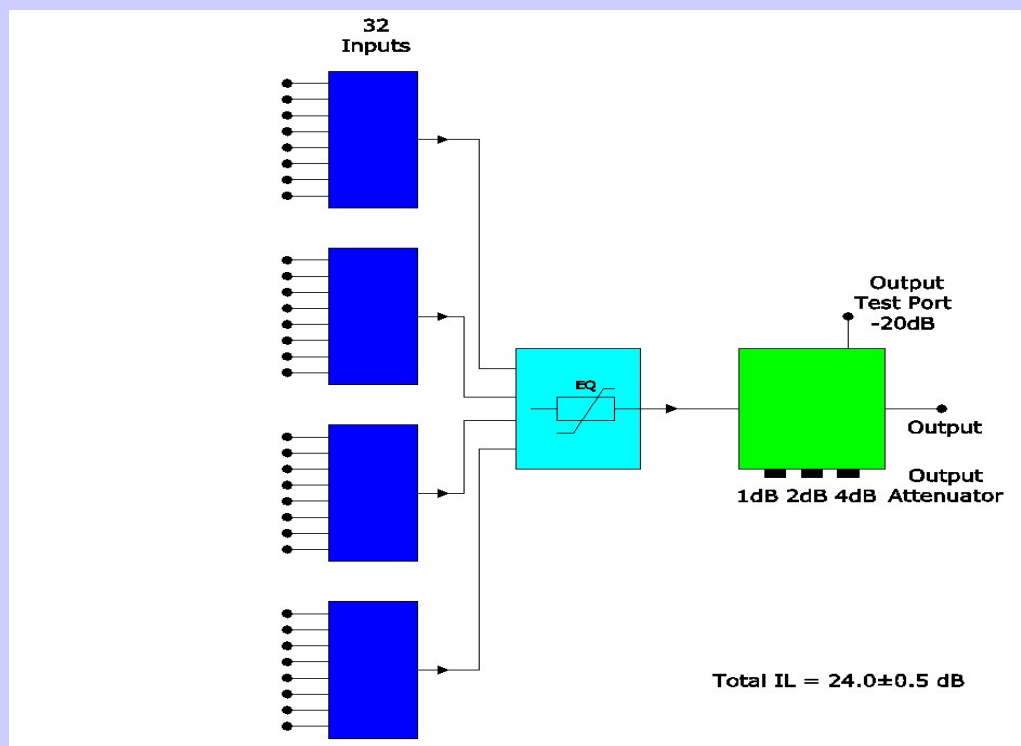 32
Inputs
Output
Test Port
-20dB
EQ
Output
1dB 2dB 4dB
Output
Attenuator
Total IL = 24.0±0.5 dB